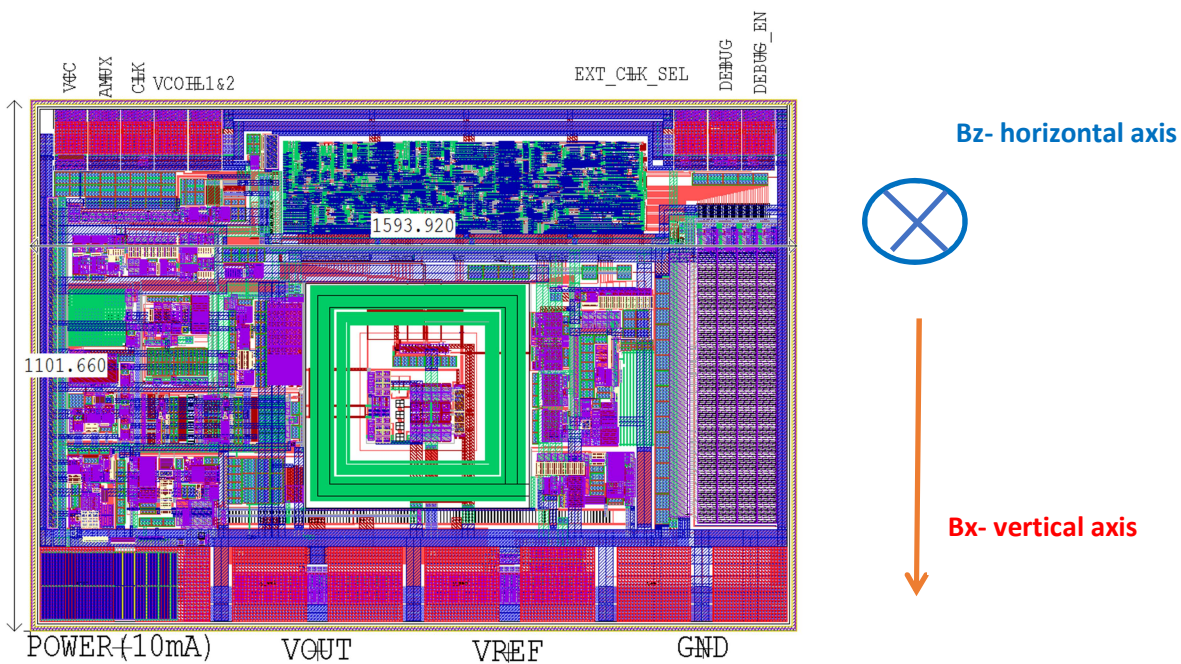 VCC
AMUX
CLK
VCOIL1&2
EXT_CLK_SEL
DEBUG
DEBUG_EN
Bz- horizontal axis
1593.920
1101.660
Bx- vertical axis
POWER(10mA)
VOUT
VREF
GND